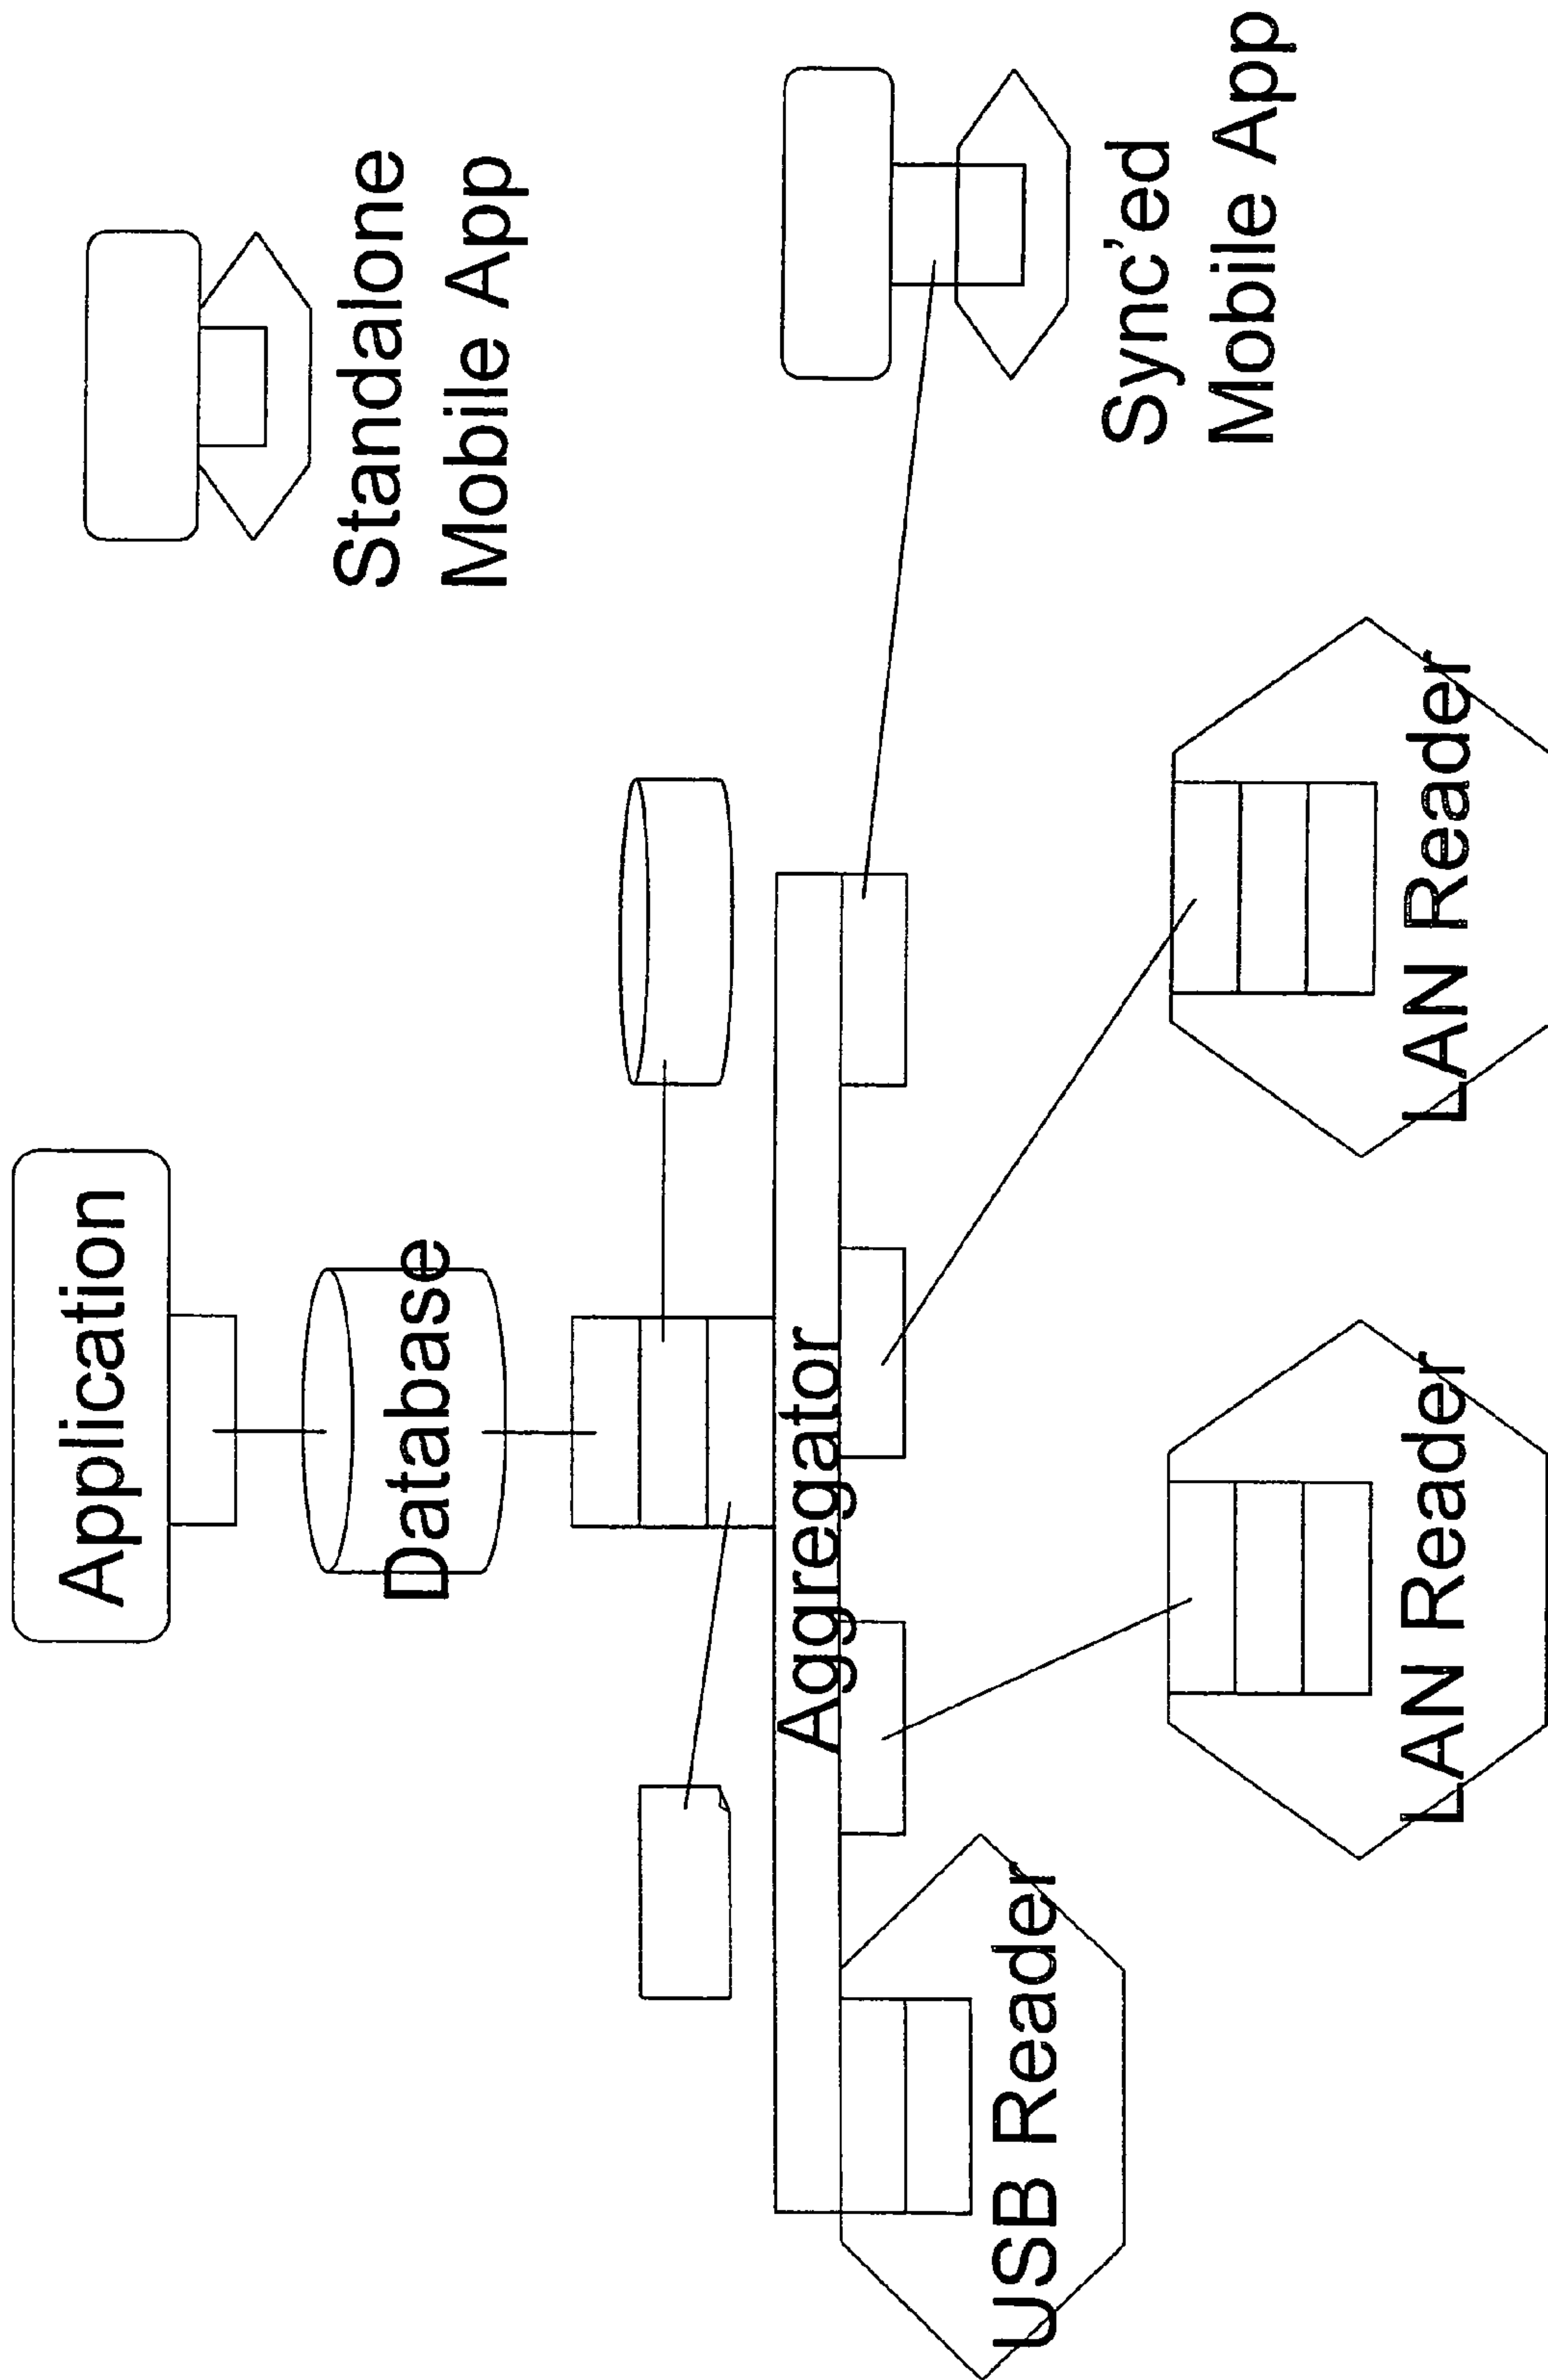 Application
Database
Aggregator
USB Reader
LAN Reader
LAN Reader
Standalone
Mobile App
Sync'ed
Mobile App